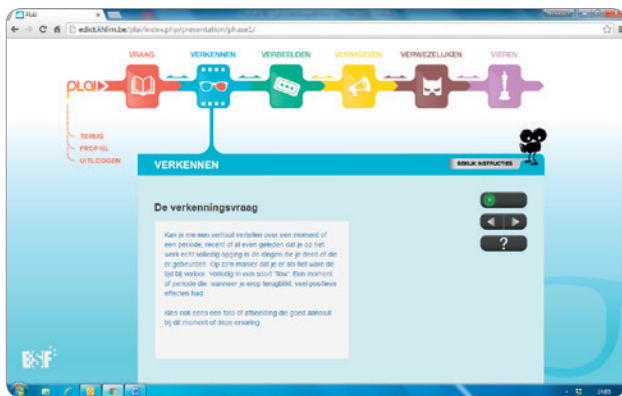 PLAI
edict.khlim.be/plai/index.php/presentation/phase1/
VRAAG
VERKENNEN
VERBEELDEN
VORMGEVEN
VERWEZELIJKEN
VIEREN
PLAI
TERUG
PROFIEL
UITLOGGEN
VERKENNEN
BEKIJK INSTRUCTIES
De verkenningsvraag
Kan je me een verhaal vertellen over een moment of
een periode, recent of al even geleden dat je op het
werk echt volledig opging in de dingen die je deed of die
er gebeurden. Op zo'n manier dat je er als het ware de
tijd bij verloor. Volledig in een soort 'flow'. Een moment
of periode die, wanneer je erop terugblikt, veel positieve
effecten had.
Kies ook eens een foto of afbeelding die goed aansluit
bij dit moment of deze ervaring.
?
ESF